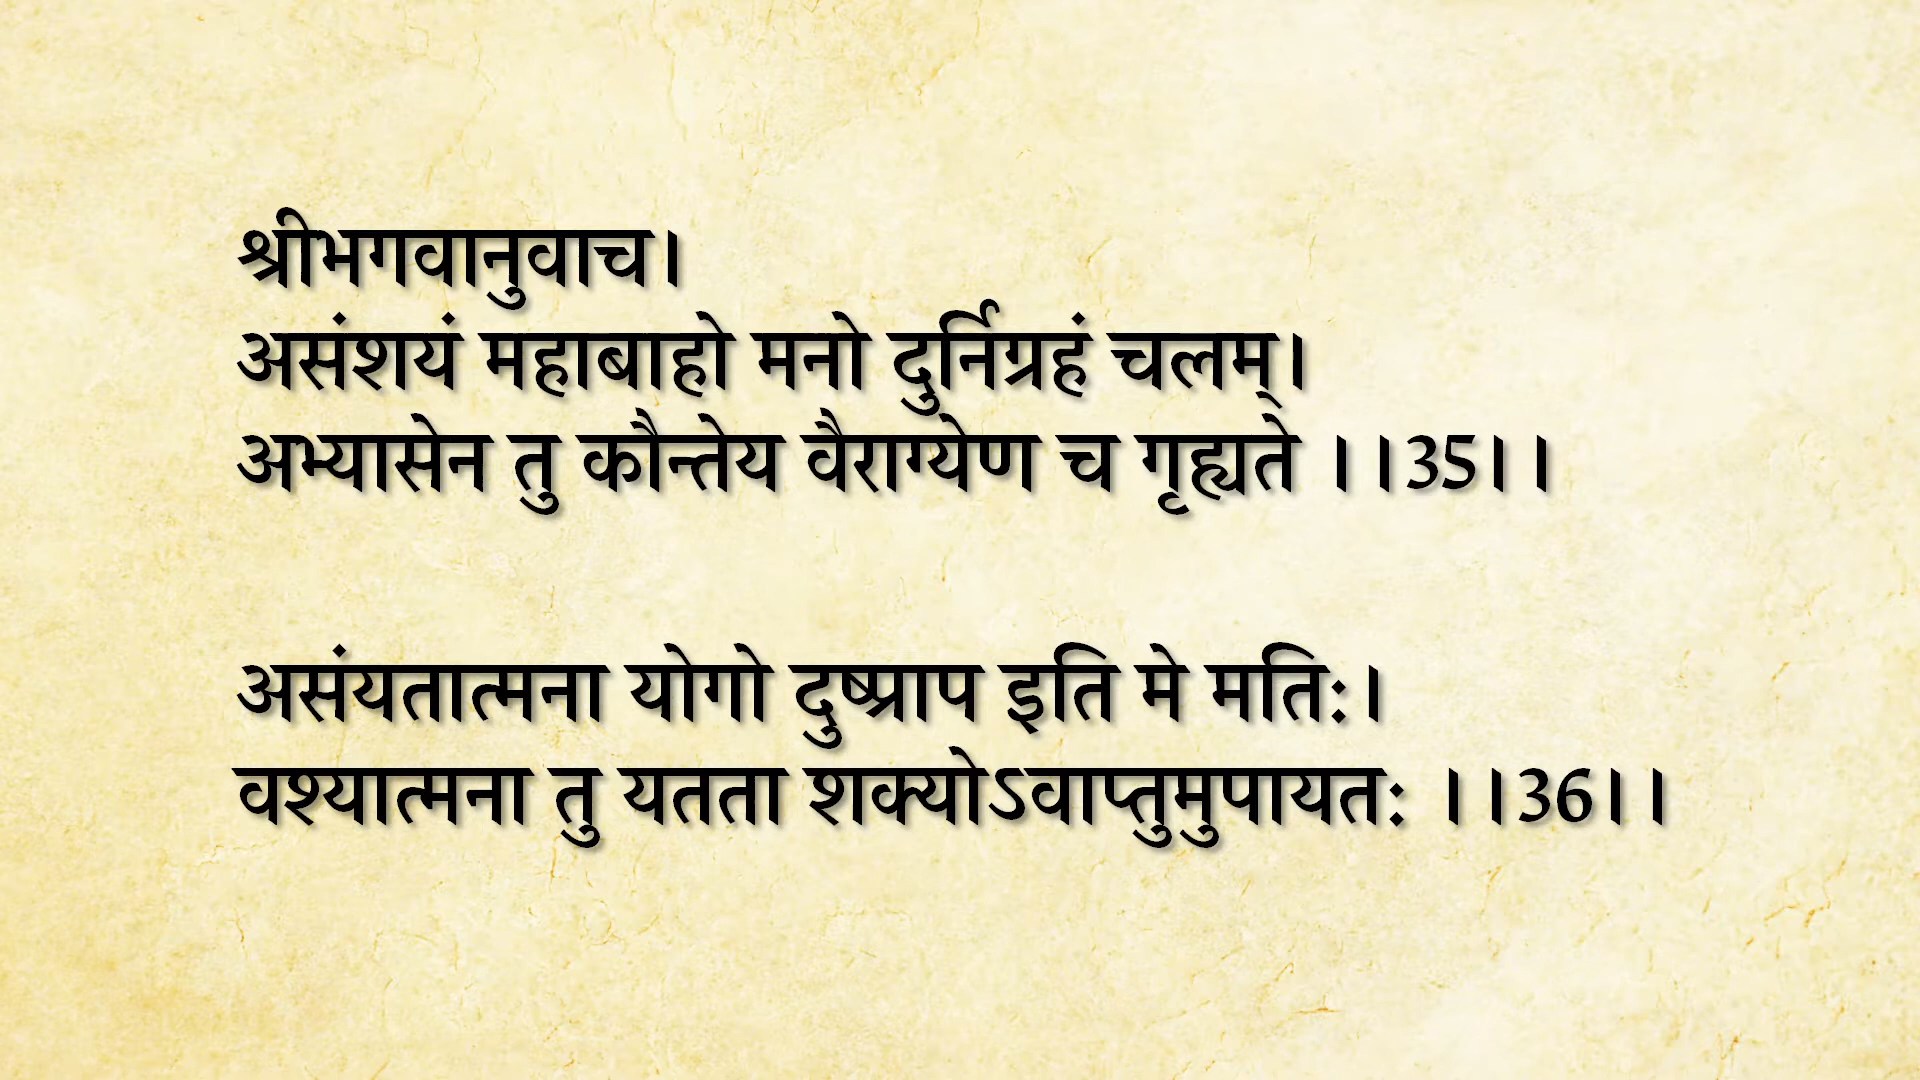 श्रीभगवानुवाच।
असंशयं महाबाहो मनो दुर्निग्रहं चलम्।
अभ्यासेन तु कौन्तेय वैराग्येण च गृह्यते ।।35।।
असंयतात्मना योगो दुष्प्राप इति मे मतिः।
वश्यात्मना तु यतता शक्योऽवाप्तुमुपायतः ।।36।।